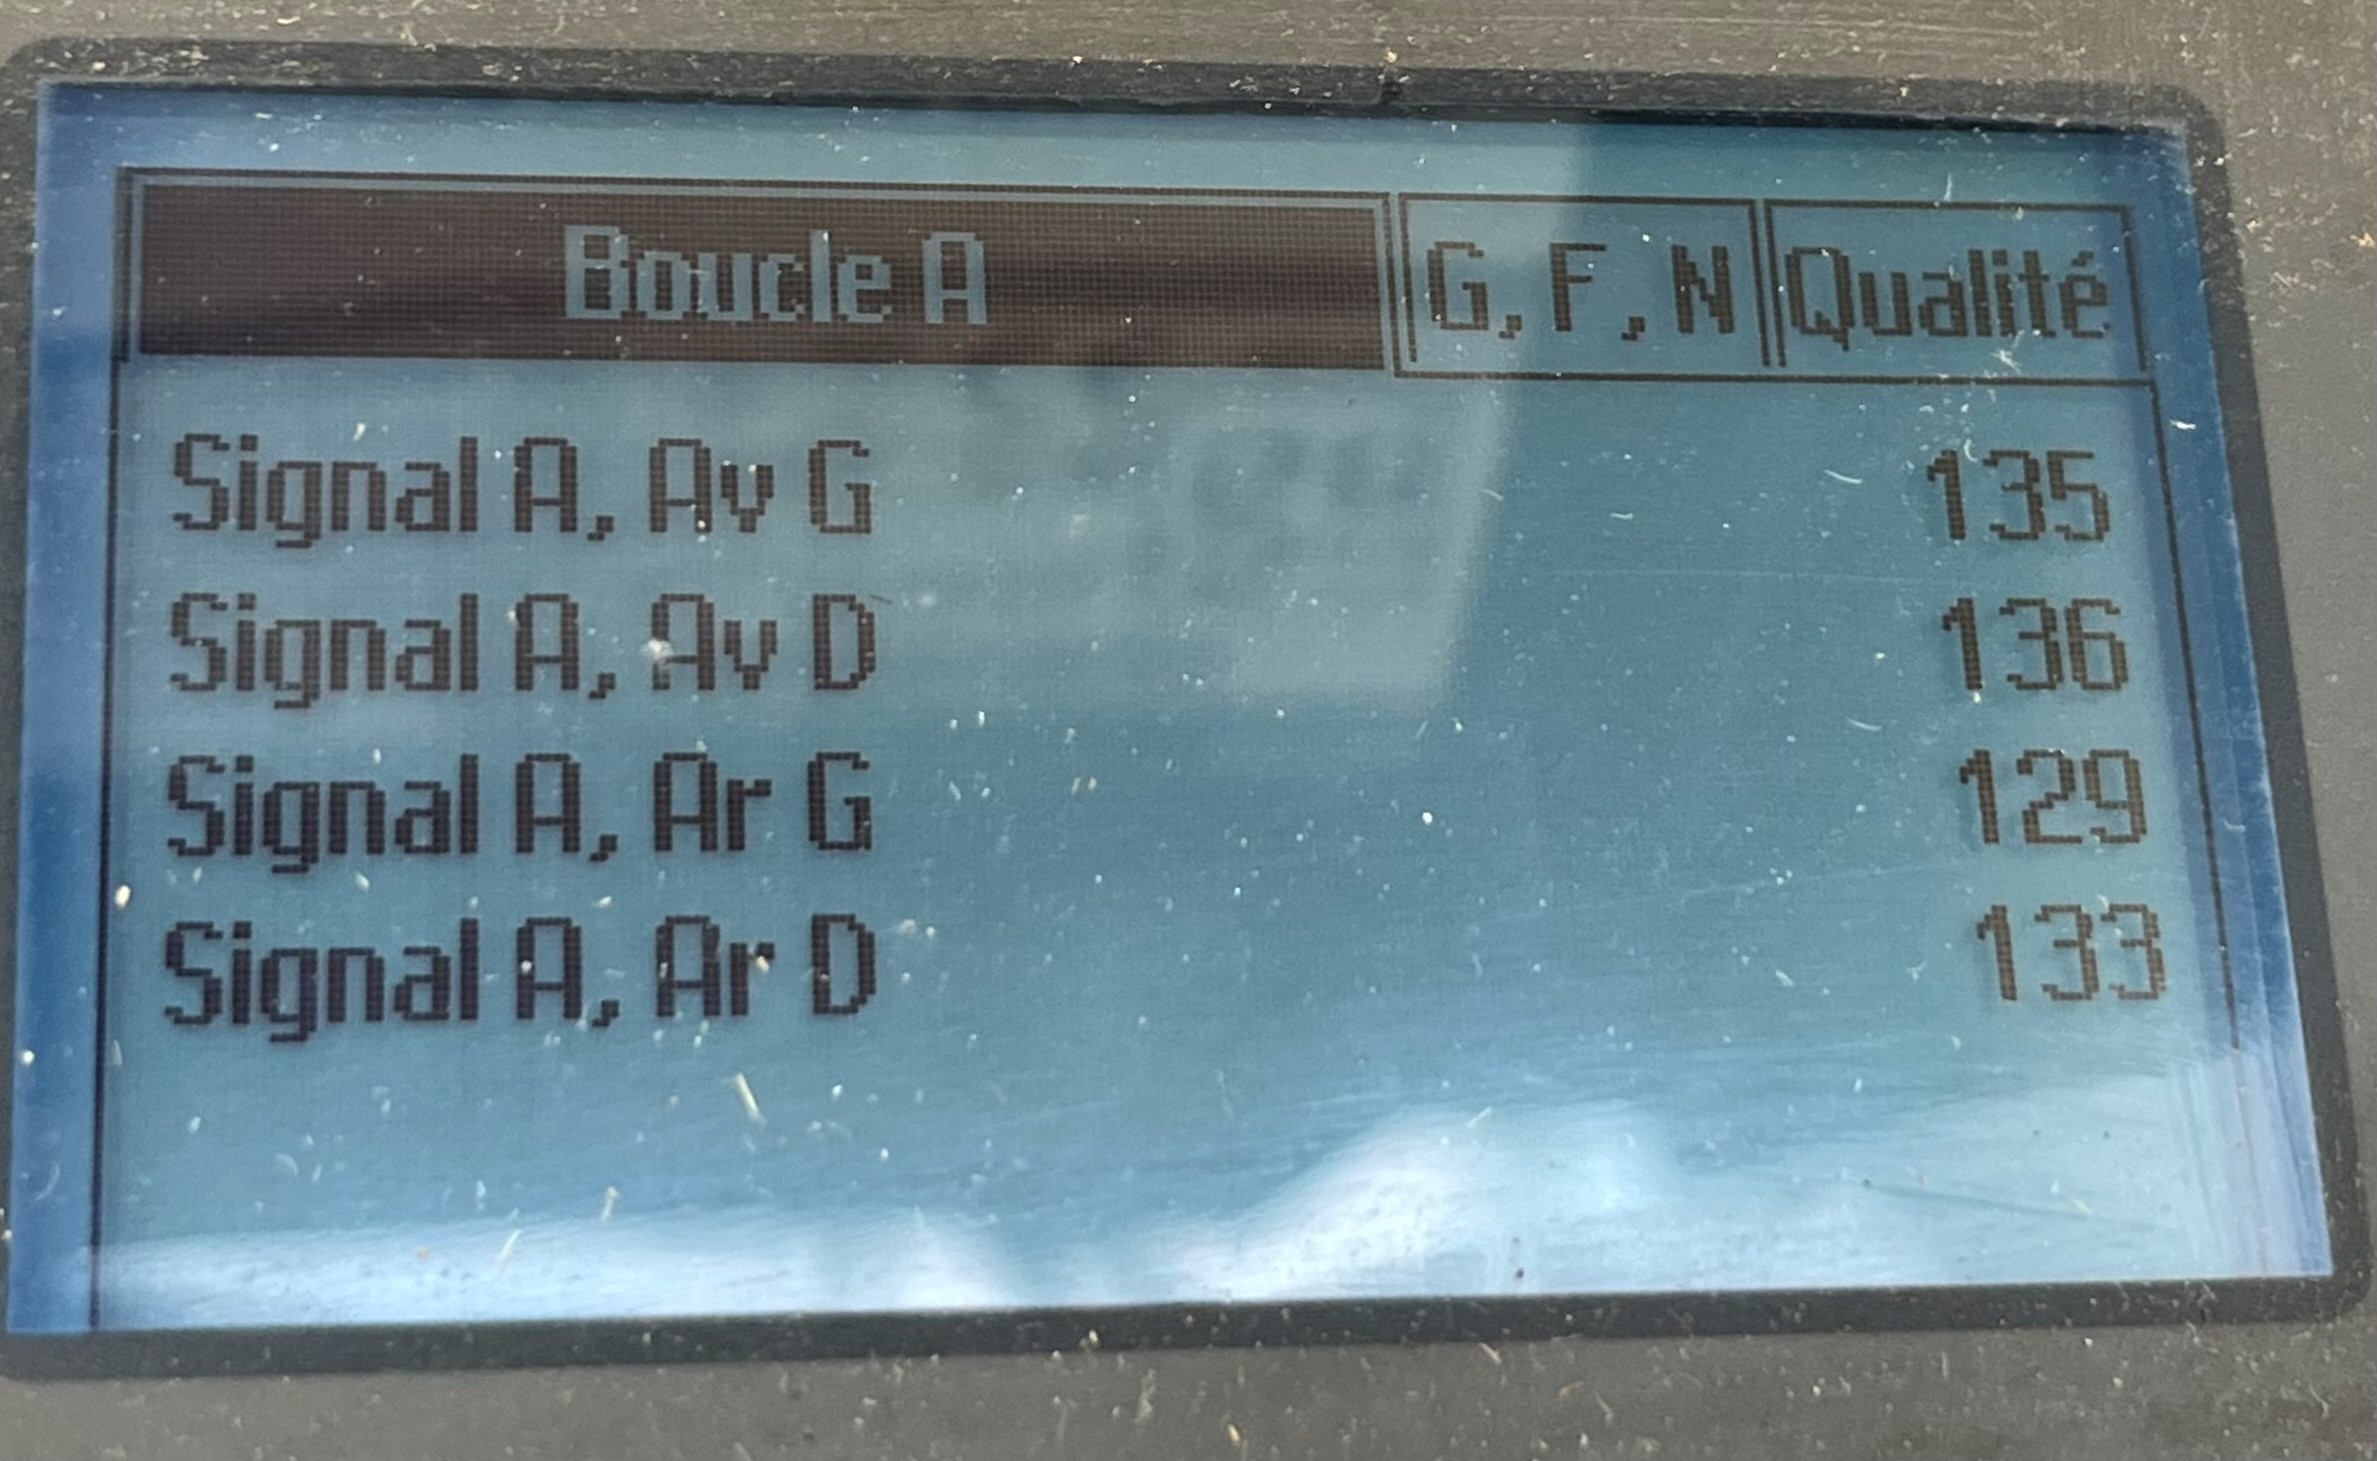 Boucle A G, F, N Qualité
Signal A, Av G 135
Signal A, Av D 136
Signal A, Ar G 129
Signal A, Ar D 133